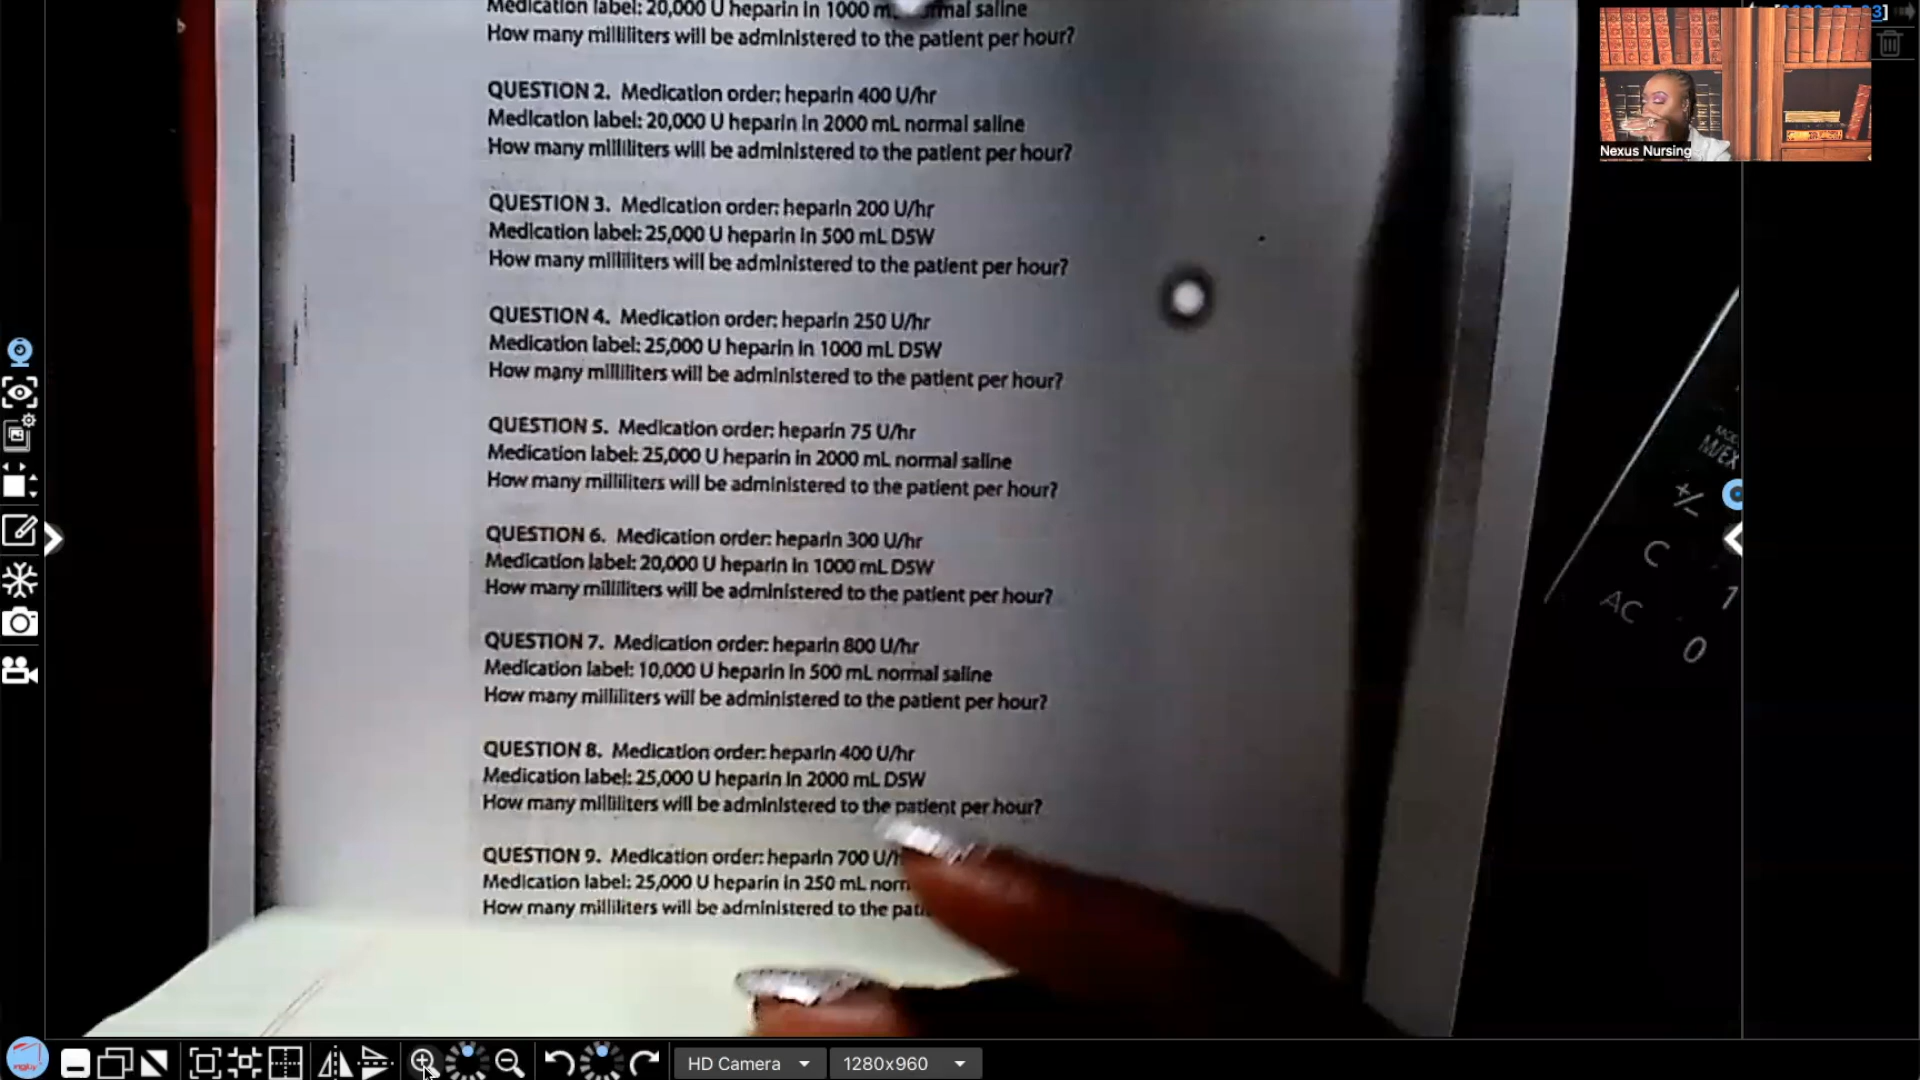 Medication label: 20,000 U heparin in 1000 normal saline
How many milliliters will be administered to the patient per hour?
QUESTION 2. Medication order: heparin 400 U/hr
Medication label: 20,000 U heparin in 2000 mL normal saline
How many milliliters will be administered to the patient per hour?
QUESTION 3. Medication order: heparin 200 U/hr
Medication label: 25,000 U heparin in 500 mL D5W
How many milliliters will be administered to the patient per hour?
QUESTION 4. Medication order: heparin 250 U/hr
Medication label: 25,000 U heparin in 1000 mL D5W
How many milliliters will be administered to the patient per hour?
QUESTION 5. Medication order: heparin 75 U/hr
Medication label: 25,000 U heparin in 2000 mL normal saline
How many milliliters will be administered to the patient per hour?
QUESTION 6. Medication order: heparin 300 U/hr
Medication label: 20,000 U heparin in 1000 mL D5W
How many milliliters will be administered to the patient per hour?
QUESTION 7. Medication order: heparin 800 U/hr
Medication label: 10,000 U heparin in 500 mL normal saline
How many milliliters will be administered to the patient per hour?
QUESTION 8. Medication order: heparin 400 U/hr
Medication label: 25,000 U heparin in 2000 mL D5W
How many milliliters will be administered to the patient per hour?
QUESTION 9. Medication order: heparin 700 U/h
Medication label: 25,000 U heparin in 250 mL
How many milliliters will be administered to the
Nexus Nursing
+/-
C
AC
1
0
HD Camera
1280x960